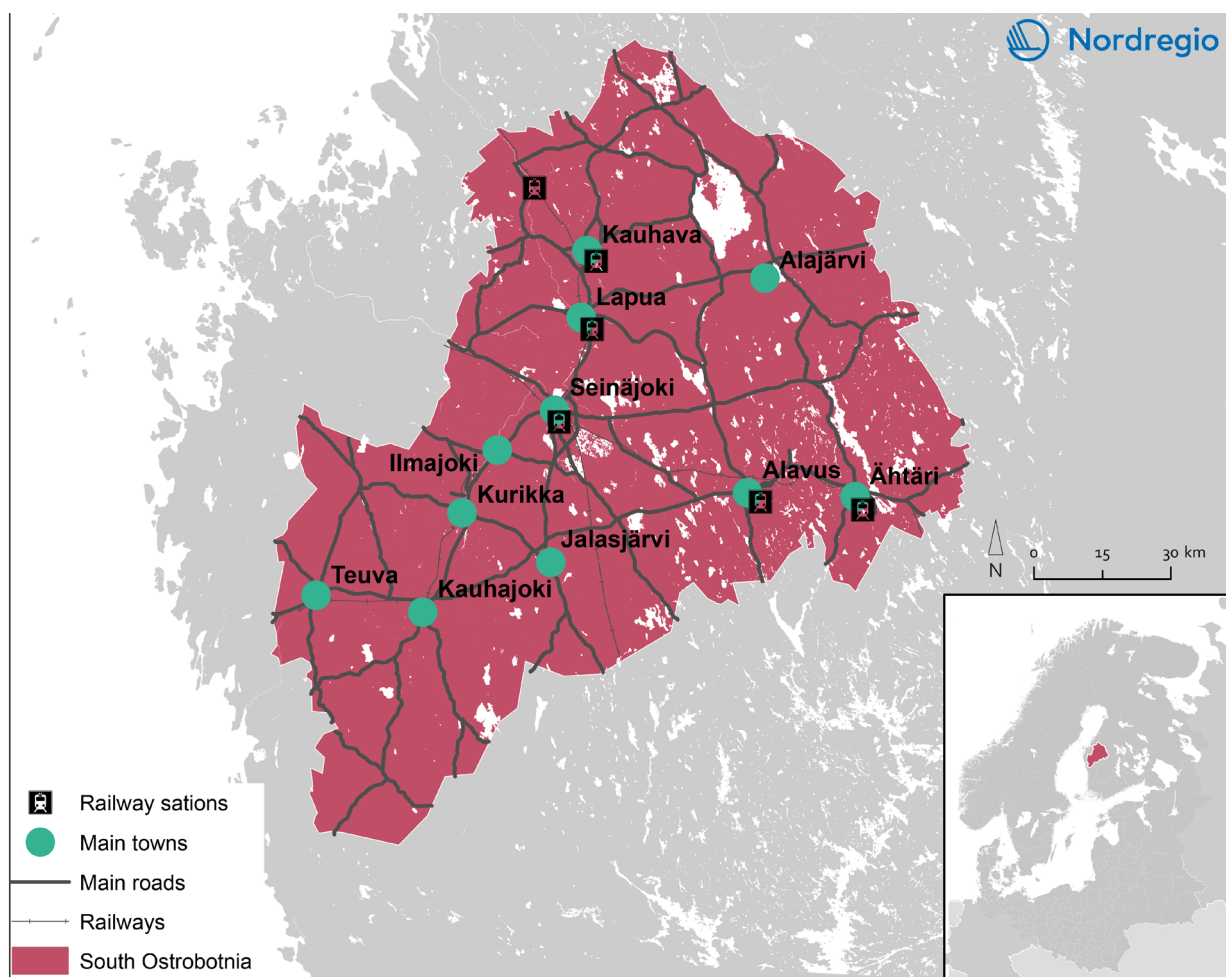 Nordregio
Kauhava
Alajärvi
Lapua
Seinäjoki
Ilmajoki
Alavus
Ähtäri
Kurikka
Jalasjärvi
Teuva
Kauhajoki
0 15 30 km
N
Railway sations
Main towns
Main roads
Railways
South Ostrobotnia